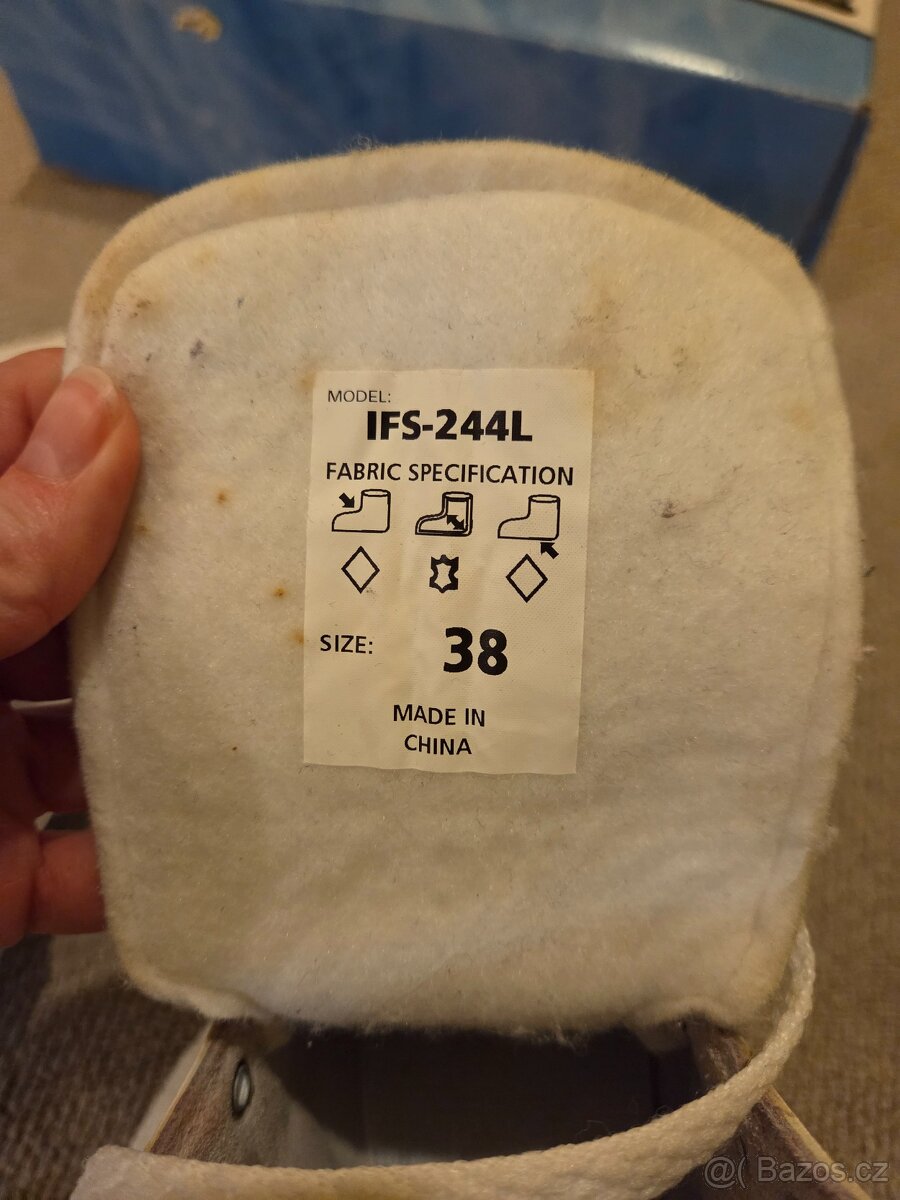 MODEL:
IFS-244L
FABRIC SPECIFICATION
SIZE: 38
MADE IN
CHINA
@( Bazos.cz